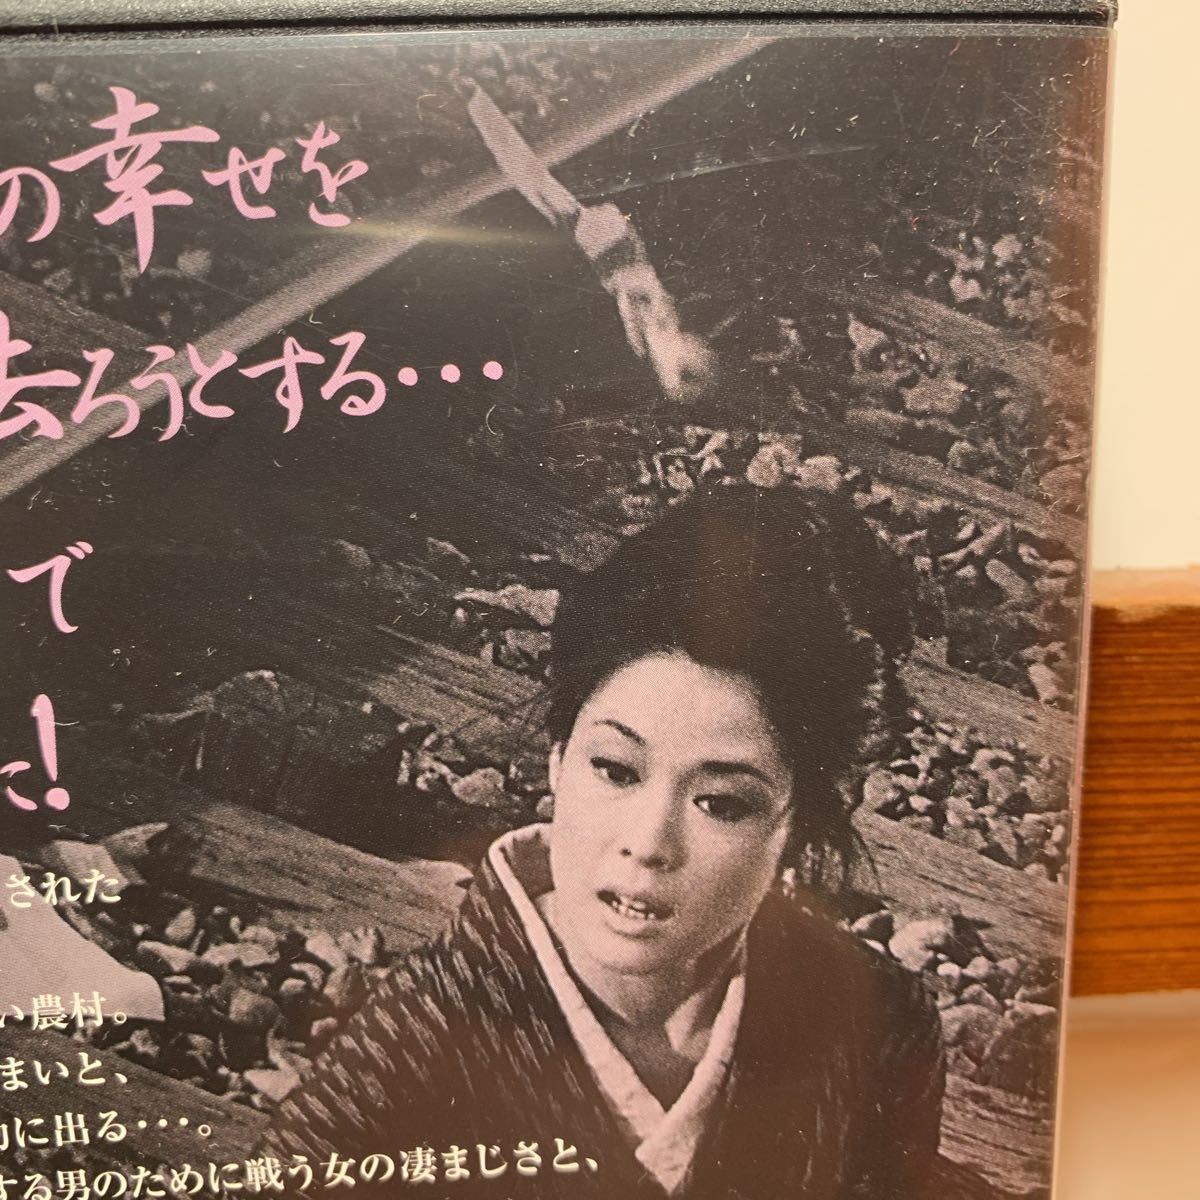 の幸せを
去ろうとする・・・
で
に!
された
い農村。
まいと、
に出る・・・。
する男のために戦う女の凄まじさと、